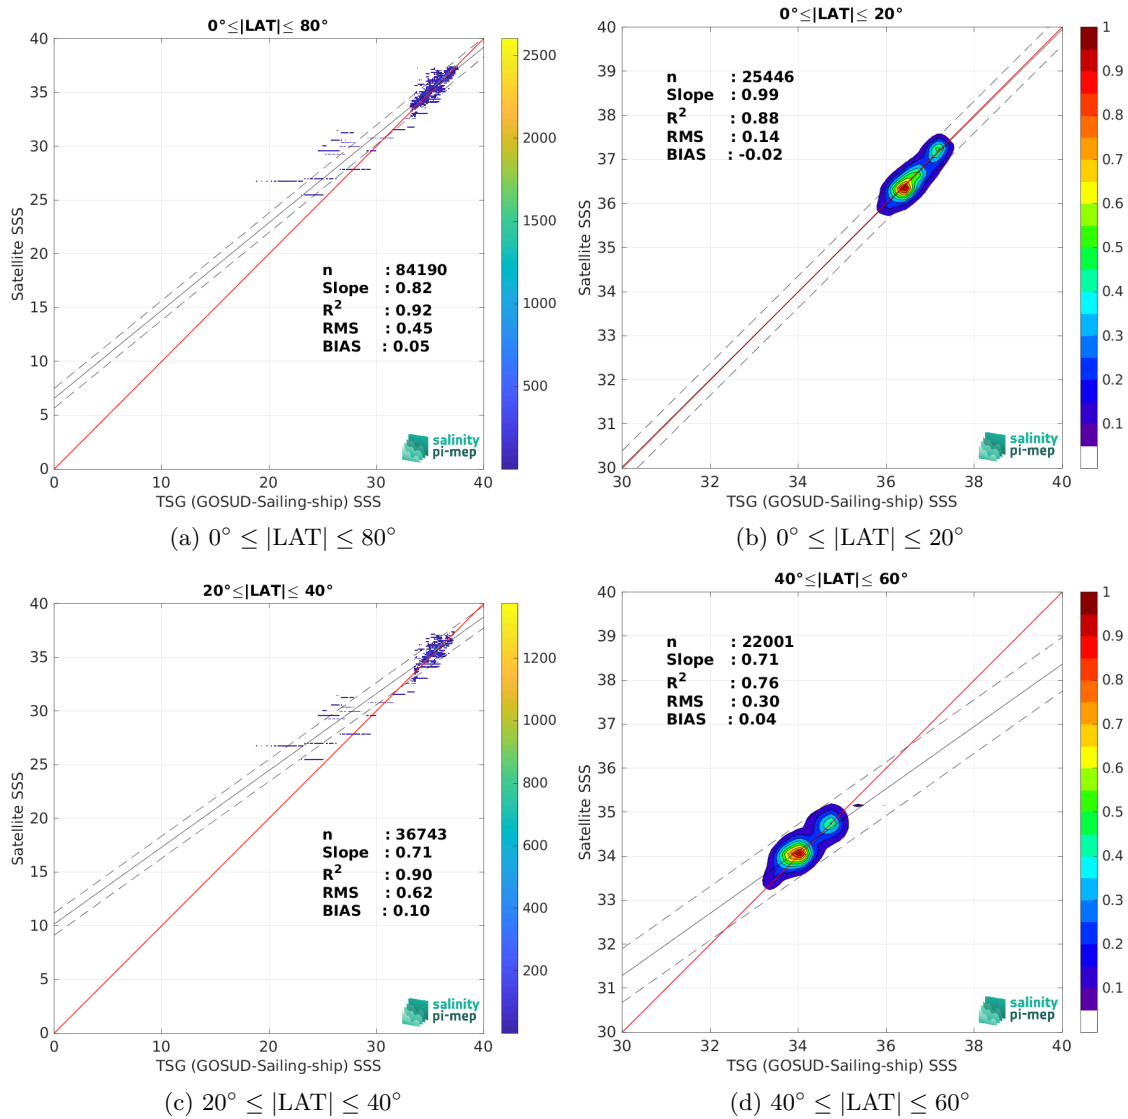 0°≤|LAT|≤ 80°
40
35
30
25
20
15
10
5
0
0
10
20
30
40
Satellite SSS
TSG (GOSUD-Sailing-ship) SSS
n : 84190
Slope : 0.82
R² : 0.92
RMS : 0.45
BIAS : 0.05
salinity
pi-mep
2500
2000
1500
1000
500
(a) 0° ≤ |LAT| ≤ 80°
0°≤|LAT|≤ 20°
40
39
38
37
36
35
34
33
32
31
30
30
32
34
36
38
40
Satellite SSS
TSG (GOSUD-Sailing-ship) SSS
n : 25446
Slope : 0.99
R² : 0.88
RMS : 0.14
BIAS : -0.02
salinity
pi-mep
1
0.9
0.8
0.7
0.6
0.5
0.4
0.3
0.2
0.1
(b) 0° ≤ |LAT| ≤ 20°
20°≤|LAT|≤ 40°
40
35
30
25
20
15
10
5
0
0
10
20
30
40
Satellite SSS
TSG (GOSUD-Sailing-ship) SSS
n : 36743
Slope : 0.71
R² : 0.90
RMS : 0.62
BIAS : 0.10
salinity
pi-mep
1200
1000
800
600
400
200
(c) 20° ≤ |LAT| ≤ 40°
40°≤|LAT|≤ 60°
40
39
38
37
36
35
34
33
32
31
30
30
32
34
36
38
40
Satellite SSS
TSG (GOSUD-Sailing-ship) SSS
n : 22001
Slope : 0.71
R² : 0.76
RMS : 0.30
BIAS : 0.04
salinity
pi-mep
1
0.9
0.8
0.7
0.6
0.5
0.4
0.3
0.2
0.1
(d) 40° ≤ |LAT| ≤ 60°